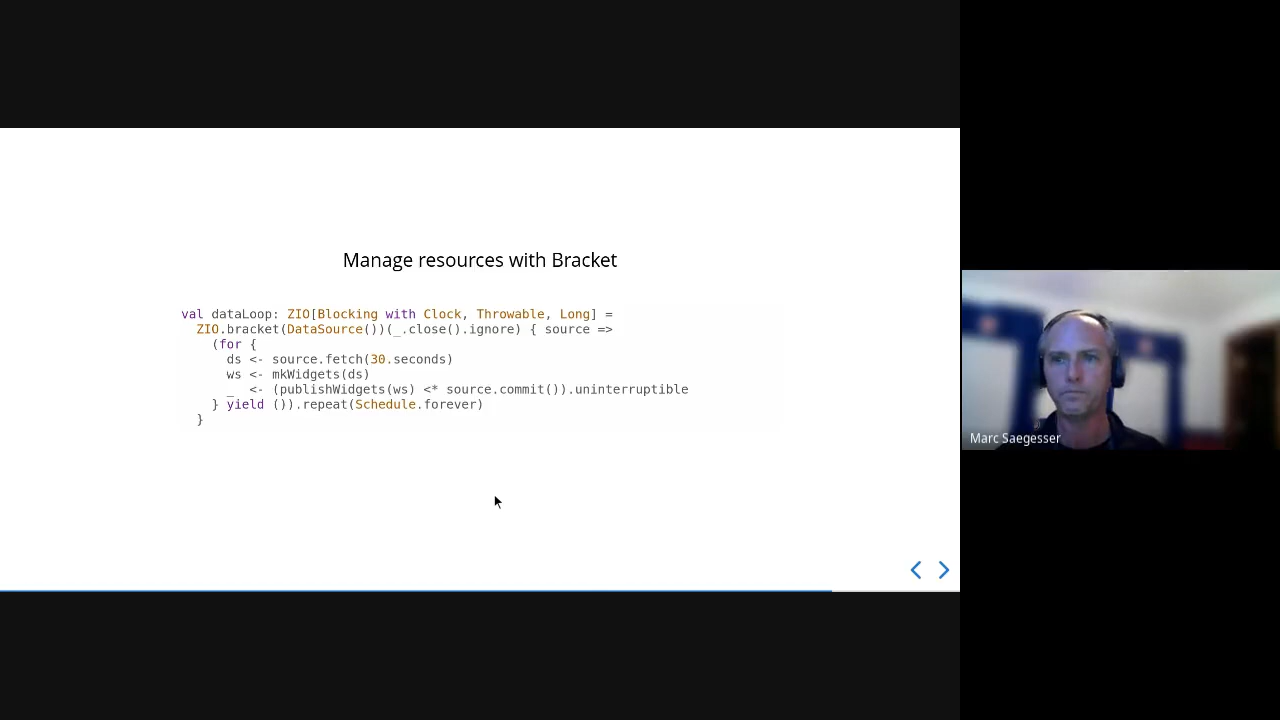 Manage resources with Bracket
val dataLoop: ZIO[Blocking with Clock, Throwable, Long] =
  ZIO.bracket(DataSource())(_.close().ignore) { source =>
    (for {
      ds <- source.fetch(30.seconds)
      ws <- mkWidgets(ds)
      _  <- (publishWidgets(ws) <* source.commit()).uninterruptible
    } yield ()).repeat(Schedule.forever)
  }
Marc Saegesser